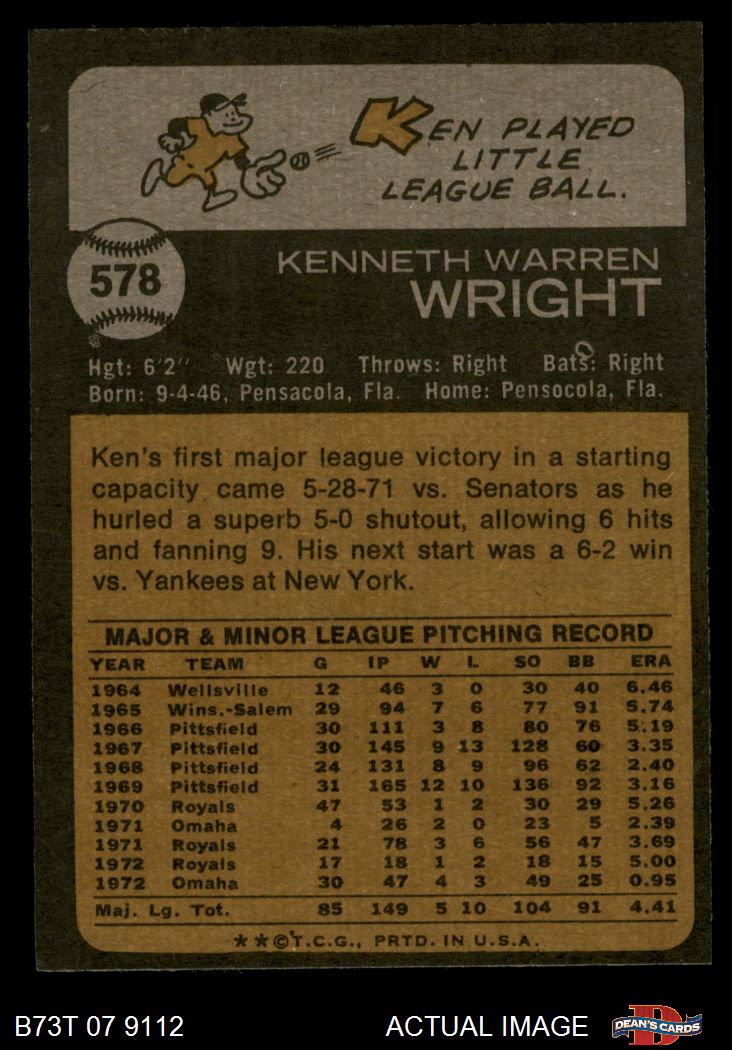 KEN PLAYED
LITTLE
LEAGUE BALL.
578
KENNETH WARREN
WRIGHT
Hgt: 6'2" Wgt: 220 Throws: Right Bats: Right
Born: 9-4-46, Pensacola, Fla. Home: Pensocola, Fla.
Ken's first major league victory in a starting
capacity came 5-28-71 vs. Senators as he
hurled a superb 5-0 shutout, allowing 6 hits
and fanning 9. His next start was a 6-2 win
vs. Yankees at New York.
MAJOR & MINOR LEAGUE PITCHING RECORD
YEAR TEAM G IP W L SO BB ERA
1964 Wellsville 12 46 3 0 30 40 6.46
1965 Wins.-Salem 29 94 7 6 77 91 5.74
1966 Pittsfield 30 111 3 8 80 76 5.19
1967 Pittsfield 30 145 9 13 128 60 3.35
1968 Pittsfield 24 131 8 9 96 62 2.40
1969 Pittsfield 31 165 12 10 136 92 3.16
1970 Royals 47 53 1 2 30 29 5.26
1971 Omaha 4 26 2 0 23 5 2.39
1971 Royals 21 78 3 6 56 47 3.69
1972 Royals 17 18 1 2 18 15 5.00
1972 Omaha 30 47 4 3 49 25 0.95
Maj. Lg. Tot. 85 149 5 10 104 91 4.41
**©T.C.G., PRTD. IN U.S.A.
B73T 07 9112 ACTUAL IMAGE DEAN'S CARDS